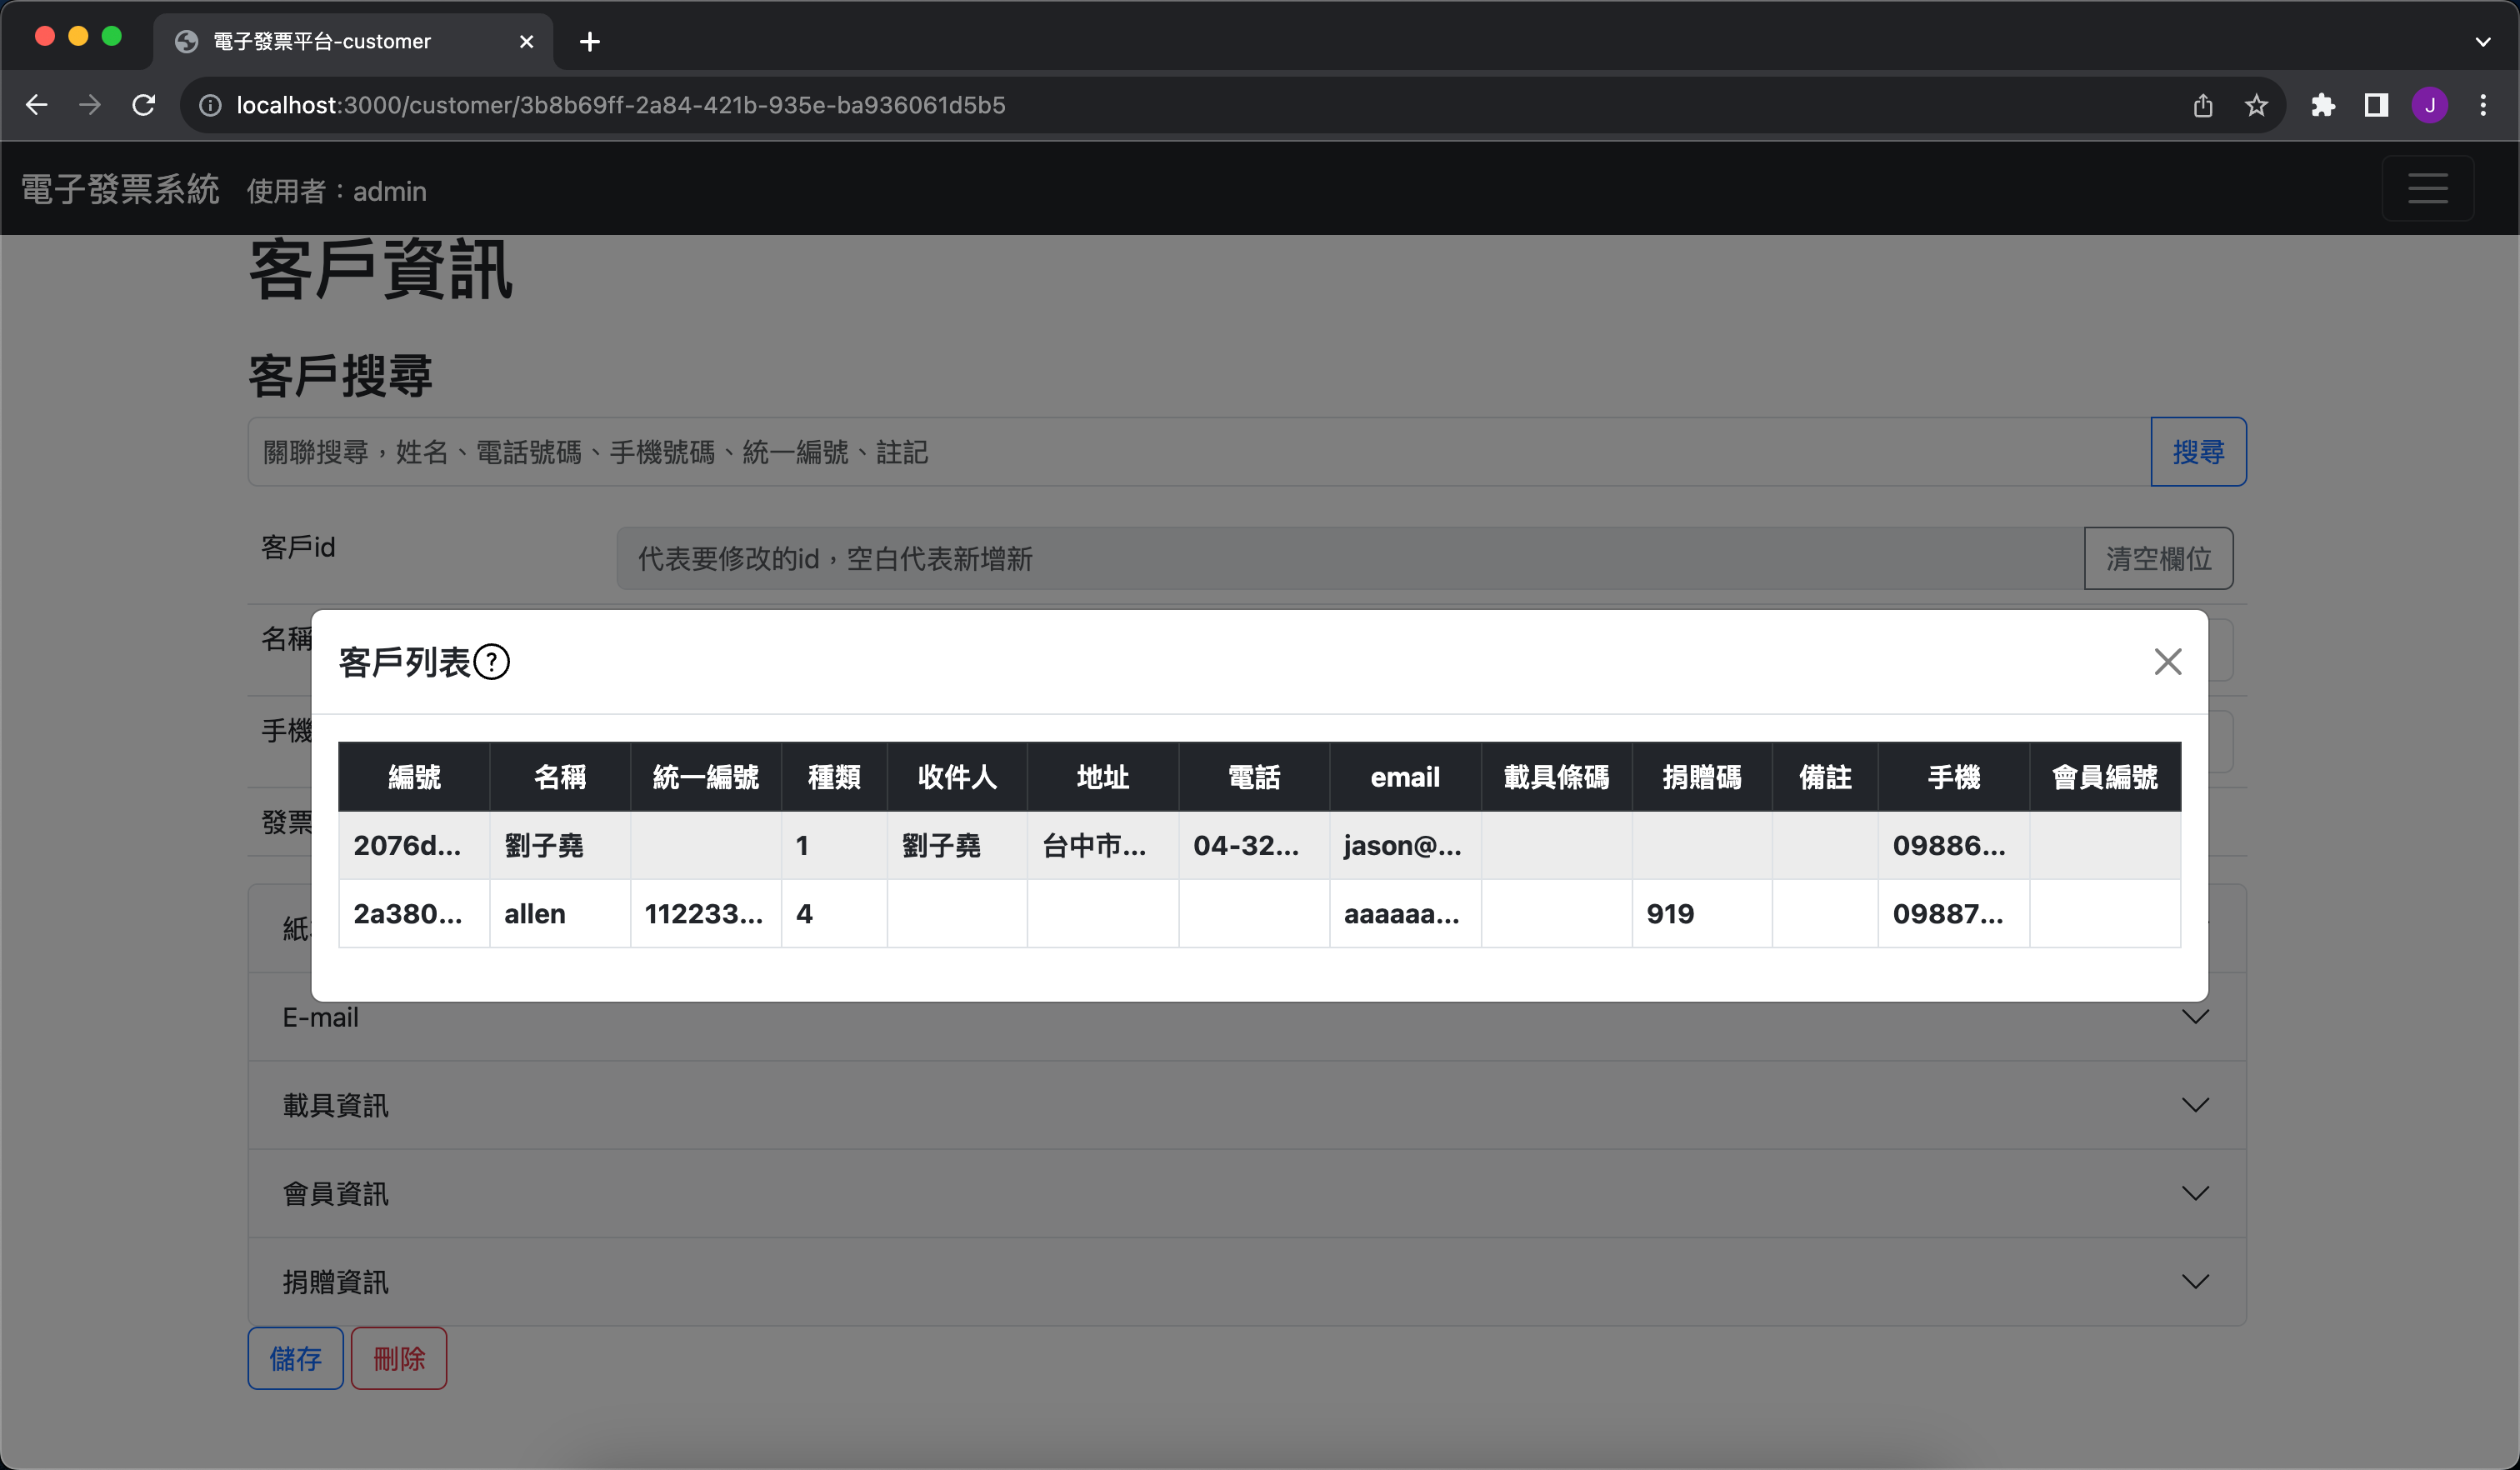 電子發票平台-customer
localhost:3000/customer/3b8b69ff-2a84-421b-935e-ba936061d5b5
J
電子發票系統 使用者：admin
客戶資訊
客戶搜尋
關聯搜尋，姓名、電話號碼、手機號碼、統一編號、註記 搜尋
客戶id 代表要修改的id，空白代表新增新 清空欄位
名稱
手機
發票
客戶列表?
編號 名稱 統一編號 種類 收件人 地址 電話 email 載具條碼 捐贈碼 備註 手機 會員編號
2076d... 劉子堯 1 劉子堯 台中市... 04-32... jason@... 09886...
2a380... allen 112233... 4 aaaaaa... 919 09887...
紙
E-mail
載具資訊
會員資訊
捐贈資訊
儲存 刪除